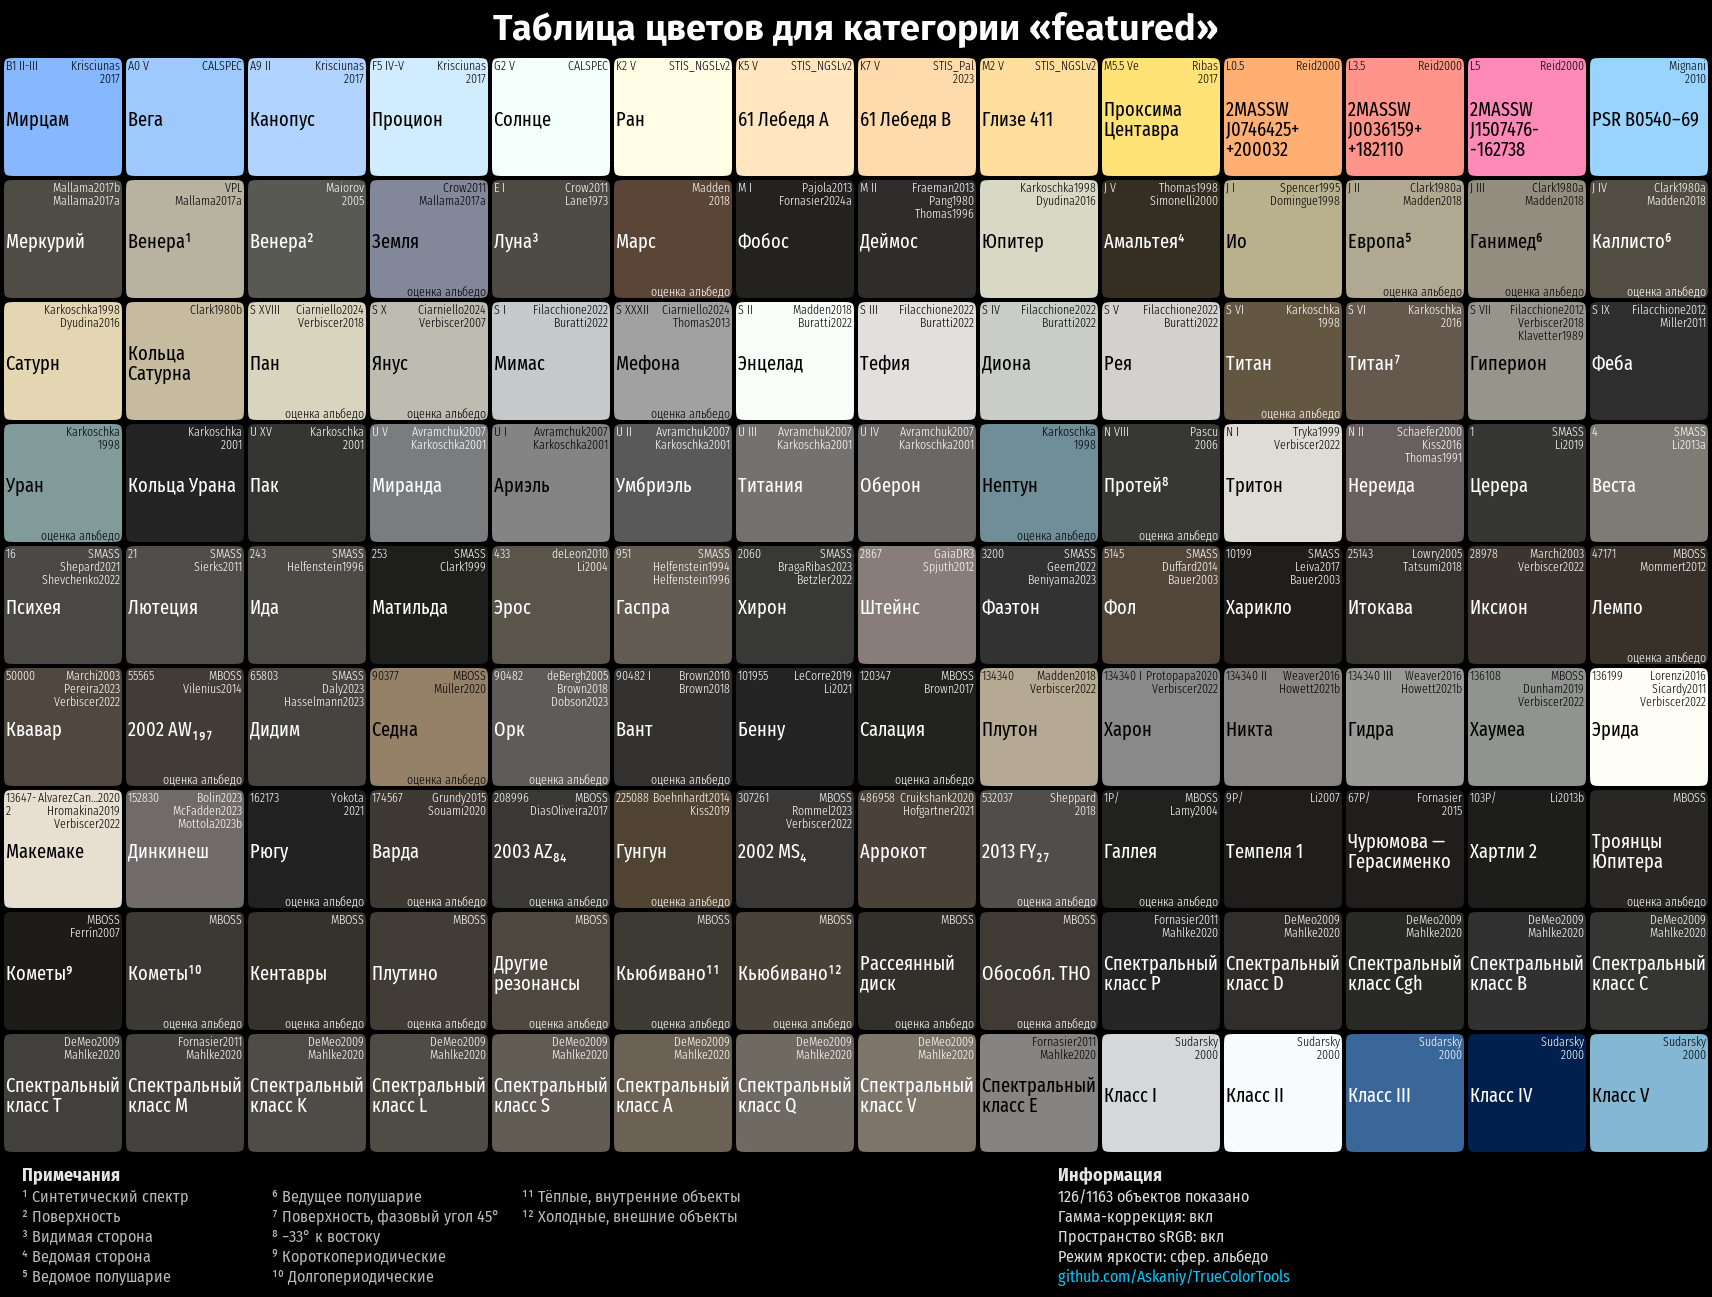 Таблица цветов для категории «featured»
B1 II-III Krisciunas
2017
Мирцам
A0 V CALSPEC
Вега
A9 II Krisciunas
2017
Канопус
F5 IV-V Krisciunas
2017
Процион
G2 V CALSPEC
Солнце
K2 V STIS_NGSLv2
Ран
K5 V STIS_NGSLv2
61 Лебедя A
K7 V STIS_Pal
2023
61 Лебедя B
M2 V STIS_NGSLv2
Глизе 411
M5.5 Ve Ribas
2017
Проксима
Центавра
L0.5 Reid2000
2MASSW
J0746425+
+200032
L3.5 Reid2000
2MASSW
J0036159+
+182110
L5 Reid2000
2MASSW
J1507476-
-162738
Mignani
2010
PSR B0540–69
Mallama2017b
Mallama2017a
Меркурий
VPL
Mallama2017a
Венера¹
Maiorov
2005
Венера²
Crow2011
Mallama2017a
Земля
оценка альбедо
E I Crow2011
Lane1973
Луна³
Madden
2018
Марс
оценка альбедо
M I Pajola2013
Fornasier2024a
Фобос
M II Fraeman2013
Pang1980
Thomas1996
Деймос
Karkoschka1998
Dyudina2016
Юпитер
J V Thomas1998
Simonelli2000
Амальтея⁴
J I Spencer1995
Domingue1998
Ио
J II Clark1980a
Madden2018
Европа⁵
оценка альбедо
J III Clark1980a
Madden2018
Ганимед⁶
оценка альбедо
J IV Clark1980a
Madden2018
Каллисто⁶
оценка альбедо
Karkoschka1998
Dyudina2016
Сатурн
Clark1980b
Кольца
Сатурна
S XVIII Ciarniello2024
Verbiscer2018
Пан
оценка альбедо
S X Ciarniello2024
Verbiscer2007
Янус
оценка альбедо
S I Filacchione2022
Buratti2022
Мимас
S XXXII Ciarniello2024
Thomas2013
Мефона
оценка альбедо
S II Madden2018
Buratti2022
Энцелад
S III Filacchione2022
Buratti2022
Тефия
S IV Filacchione2022
Buratti2022
Диона
S V Filacchione2022
Buratti2022
Рея
S VI Karkoschka
1998
Титан
оценка альбедо
S VI Karkoschka
2016
Титан⁷
S VII Filacchione2012
Verbiscer2018
Klavetter1989
Гиперион
S IX Filacchione2012
Miller2011
Феба
Karkoschka
1998
Уран
оценка альбедо
Karkoschka
2001
Кольца Урана
U XV Karkoschka
2001
Пак
U V Avramchuk2007
Karkoschka2001
Миранда
U I Avramchuk2007
Karkoschka2001
Ариэль
U II Avramchuk2007
Karkoschka2001
Умбриэль
U III Avramchuk2007
Karkoschka2001
Титания
U IV Avramchuk2007
Karkoschka2001
Оберон
Karkoschka
1998
Нептун
оценка альбедо
N VIII Pascu
2006
Протей⁸
оценка альбедо
N I Tryka1999
Verbiscer2022
Тритон
N II Schaefer2000
Kiss2016
Thomas1991
Нереида
1 SMASS
Li2019
Церера
4 SMASS
Li2013a
Веста
16 SMASS
Shepard2021
Shevchenko2022
Психея
21 SMASS
Sierks2011
Лютеция
243 SMASS
Helfenstein1996
Ида
253 SMASS
Clark1999
Матильда
433 deLeon2010
Li2004
Эрос
951 SMASS
Helfenstein1994
Helfenstein1996
Гаспра
2060 SMASS
BragaRibas2023
Betzler2022
Хирон
2867 GaiaDR3
Spjuth2012
Штейнс
3200 SMASS
Geem2022
Beniyama2023
Фаэтон
5145 SMASS
Duffard2014
Bauer2003
Фол
10199 SMASS
Leiva2017
Bauer2003
Харикло
25143 Lowry2005
Tatsumi2018
Итокава
28978 Marchi2003
Verbiscer2022
Иксион
47171 MBOSS
Mommert2012
Лемпо
оценка альбедо
50000 Marchi2003
Pereira2023
Verbiscer2022
Квавар
55565 MBOSS
Vilenius2014
2002 AW₁₉₇
оценка альбедо
65803 SMASS
Daly2023
Hasselmann2023
Дидим
90377 MBOSS
Müller2020
Седна
оценка альбедо
90482 deBergh2005
Brown2018
Dobson2023
Орк
оценка альбедо
90482 I Brown2010
Brown2018
Вант
оценка альбедо
101955 LeCorre2019
Li2021
Бенну
120347 MBOSS
Brown2017
Салация
оценка альбедо
134340 Madden2018
Verbiscer2022
Плутон
134340 I Protopapa2020
Verbiscer2022
Харон
134340 II Weaver2016
Howett2021b
Никта
134340 III Weaver2016
Howett2021b
Гидра
136108 MBOSS
Dunham2019
Verbiscer2022
Хаумеа
136199 Lorenzi2016
Sicardy2011
Verbiscer2022
Эрида
13647- AlvarezCan...2020
2 Hromakina2019
Verbiscer2022
Макемаке
152830 Bolin2023
McFadden2023
Mottola2023b
Динкинеш
162173 Yokota
2021
Рюгу
оценка альбедо
174567 Grundy2015
Souami2020
Варда
оценка альбедо
208996 MBOSS
DiasOliveira2017
2003 AZ₈₄
оценка альбедо
225088 Boehnhardt2014
Kiss2019
Гунгун
оценка альбедо
307261 MBOSS
Rommel2023
Verbiscer2022
2002 MS₄
486958 Cruikshank2020
Hofgartner2021
Аррокот
532037 Sheppard
2018
2013 FY₂₇
оценка альбедо
1P/ MBOSS
Lamy2004
Галлея
оценка альбедо
9P/ Li2007
Темпеля 1
67P/ Fornasier
2015
Чурюмова —
Герасименко
103P/ Li2013b
Хартли 2
MBOSS
Троянцы
Юпитера
оценка альбедо
MBOSS
Ferrin2007
Кометы⁹
MBOSS
Кометы¹⁰
оценка альбедо
MBOSS
Кентавры
оценка альбедо
MBOSS
Плутино
оценка альбедо
MBOSS
Другие
резонансы
оценка альбедо
MBOSS
Кьюбивано¹¹
оценка альбедо
MBOSS
Кьюбивано¹²
оценка альбедо
MBOSS
Рассеянный
диск
оценка альбедо
MBOSS
Обособл. ТНО
оценка альбедо
Fornasier2011
Mahlke2020
Спектральный
класс P
DeMeo2009
Mahlke2020
Спектральный
класс D
DeMeo2009
Mahlke2020
Спектральный
класс Cgh
DeMeo2009
Mahlke2020
Спектральный
класс B
DeMeo2009
Mahlke2020
Спектральный
класс C
DeMeo2009
Mahlke2020
Спектральный
класс T
Fornasier2011
Mahlke2020
Спектральный
класс M
DeMeo2009
Mahlke2020
Спектральный
класс K
DeMeo2009
Mahlke2020
Спектральный
класс L
DeMeo2009
Mahlke2020
Спектральный
класс S
DeMeo2009
Mahlke2020
Спектральный
класс A
DeMeo2009
Mahlke2020
Спектральный
класс Q
DeMeo2009
Mahlke2020
Спектральный
класс V
Fornasier2011
Mahlke2020
Спектральный
класс E
Sudarsky
2000
Класс I
Sudarsky
2000
Класс II
Sudarsky
2000
Класс III
Sudarsky
2000
Класс IV
Sudarsky
2000
Класс V
Примечания
¹ Синтетический спектр
² Поверхность
³ Видимая сторона
⁴ Ведомая сторона
⁵ Ведомое полушарие
⁶ Ведущее полушарие
⁷ Поверхность, фазовый угол 45°
⁸ −33° к востоку
⁹ Короткопериодические
¹⁰ Долгопериодические
¹¹ Тёплые, внутренние объекты
¹² Холодные, внешние объекты
Информация
126/1163 объектов показано
Гамма-коррекция: вкл
Пространство sRGB: вкл
Режим яркости: сфер. альбедо
github.com/Askaniy/TrueColorTools